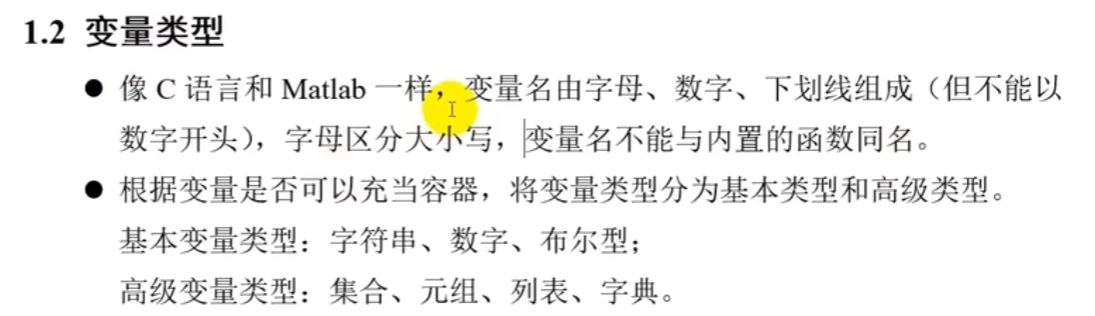 1.2 变量类型
● 像 C 语言和 Matlab 一样，变量名由字母、数字、下划线组成（但不能以
数字开头），字母区分大小写，变量名不能与内置的函数同名。
● 根据变量是否可以充当容器，将变量类型分为基本类型和高级类型。
基本变量类型：字符串、数字、布尔型；
高级变量类型：集合、元组、列表、字典。